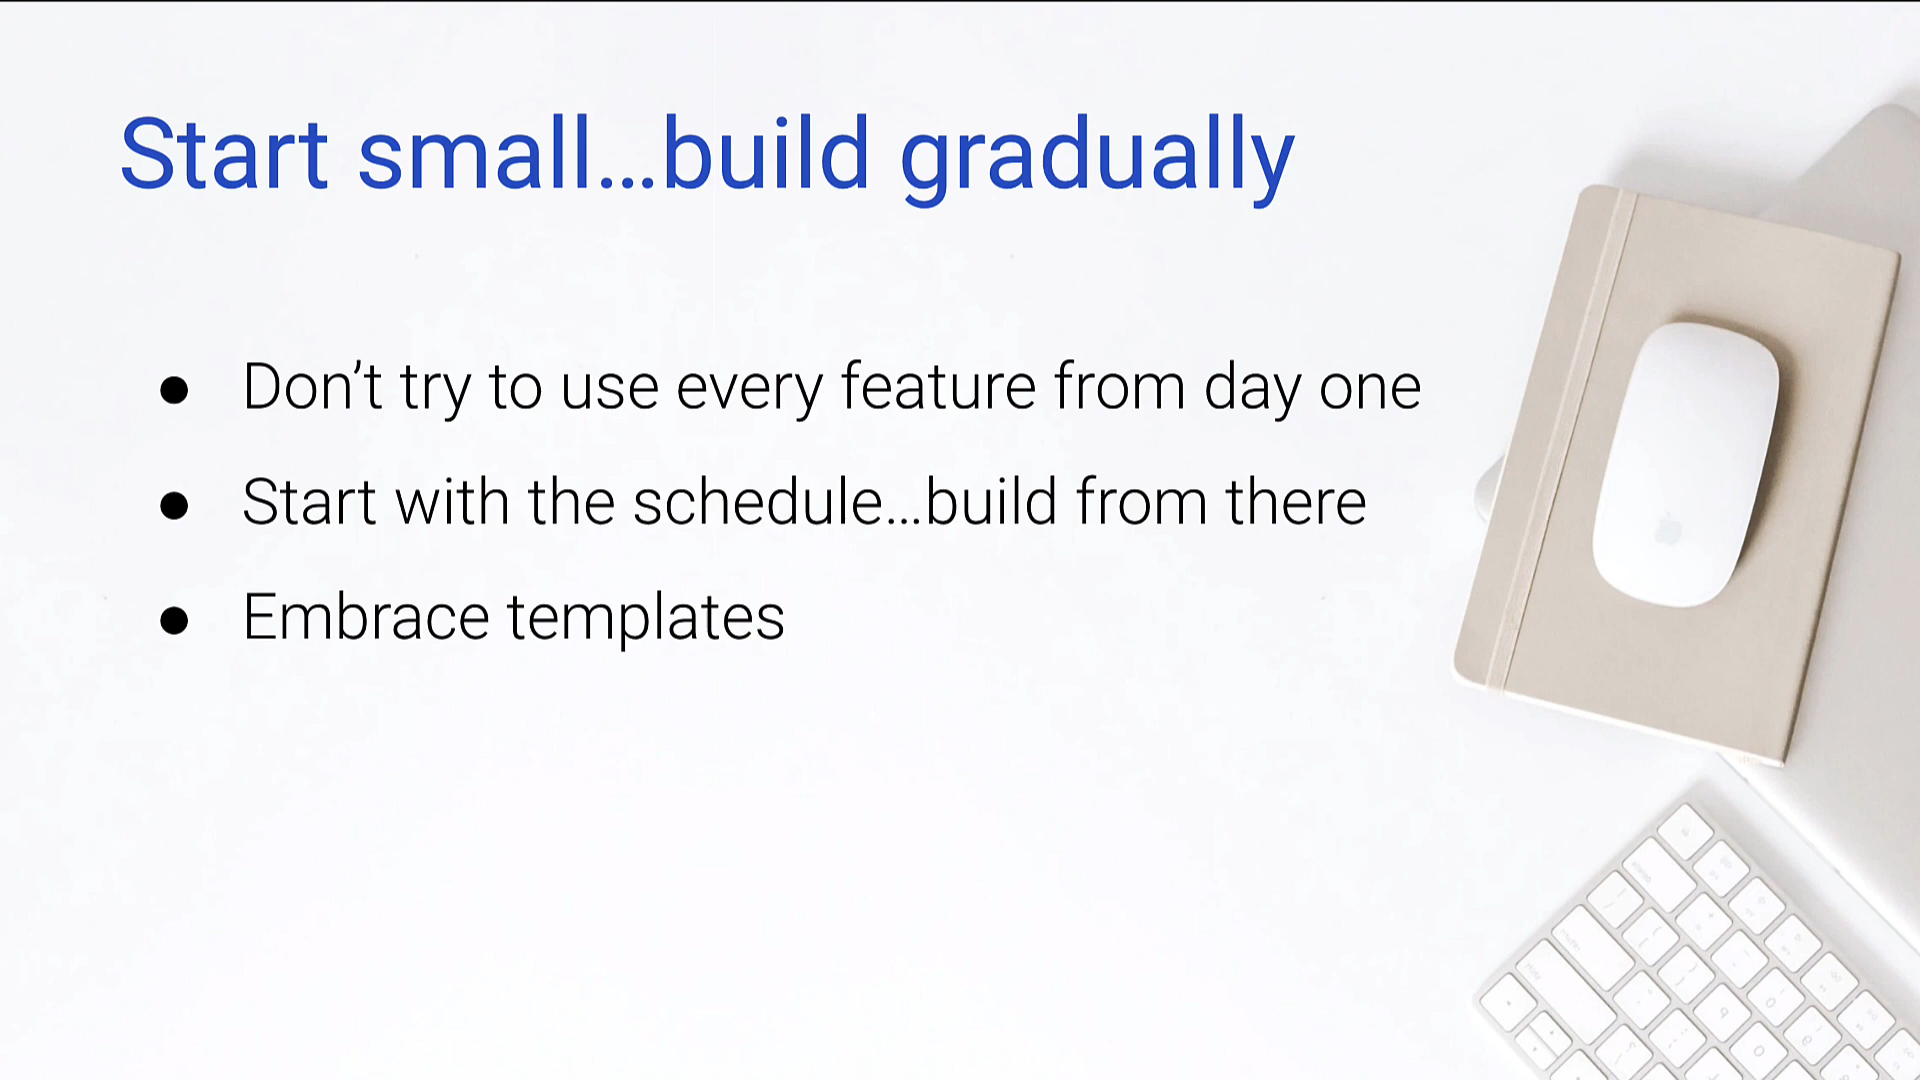 Start small…build gradually
● Don’t try to use every feature from day one
● Start with the schedule…build from there
● Embrace templates